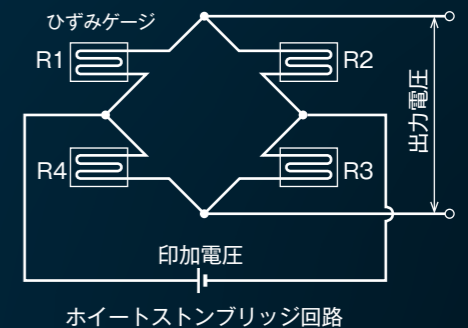 ひずみゲージ
R1
R2
出力電圧
R4
R3
印加電圧
ホイートストンブリッジ回路